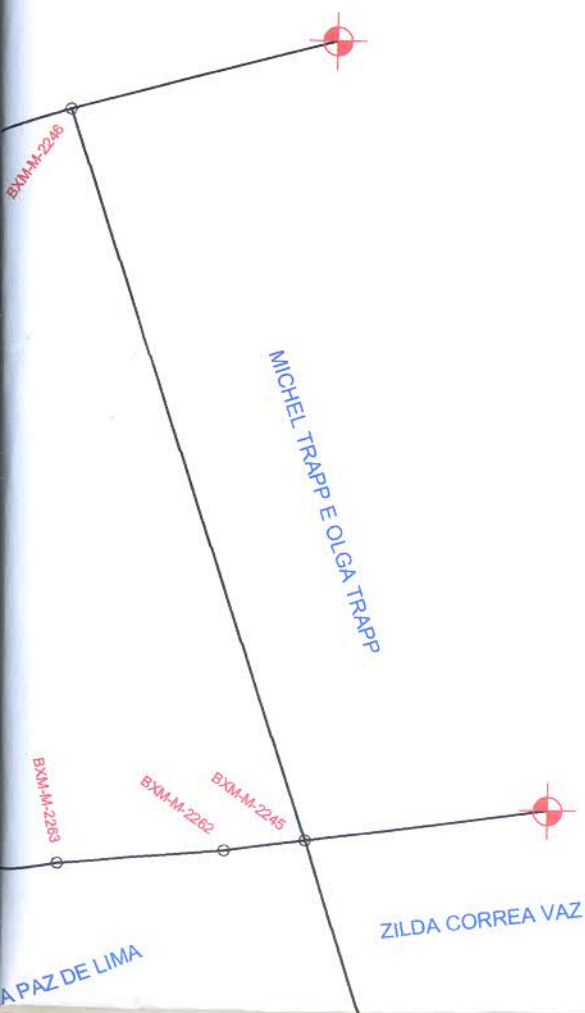 BXM-M-2246
MICHEL TRAPP E OLGA TRAPP
BXM-M-2263
BXM-M-2262
BXM-M-2245
ZILDA CORREA VAZ
A PAZ DE LIMA